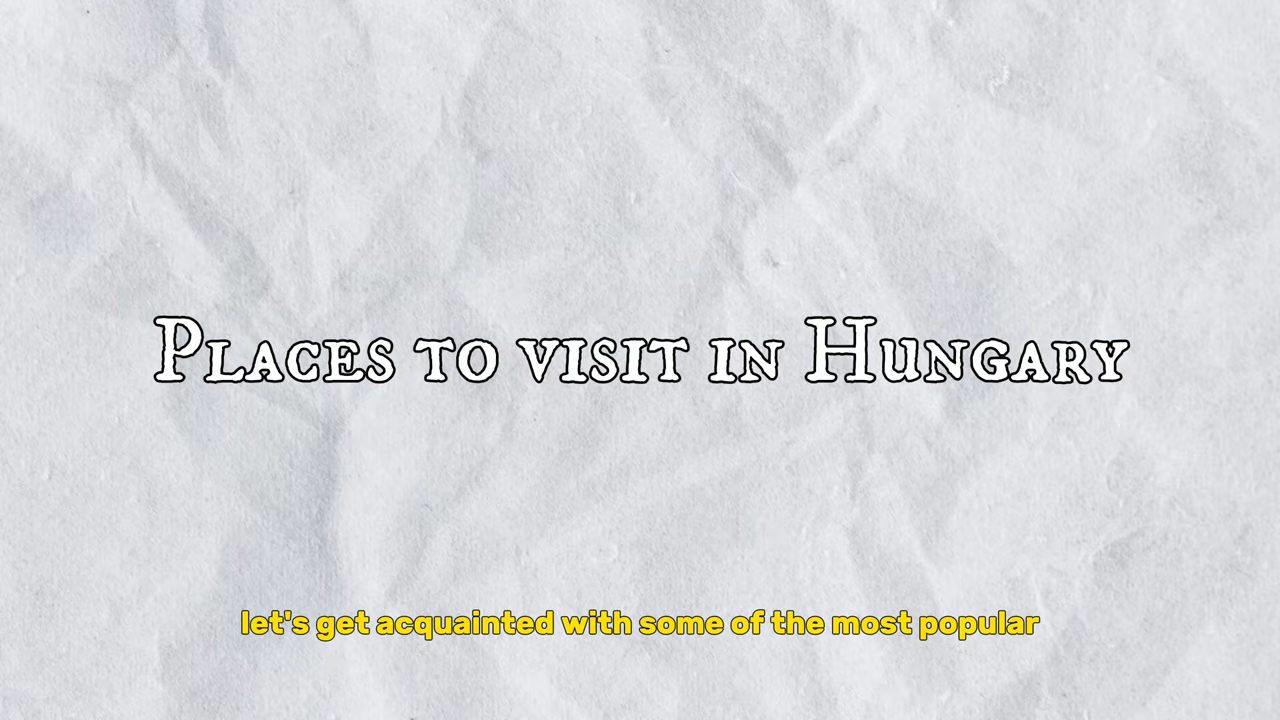 Places to visit in Hungary
let's get acquainted with some of the most popular